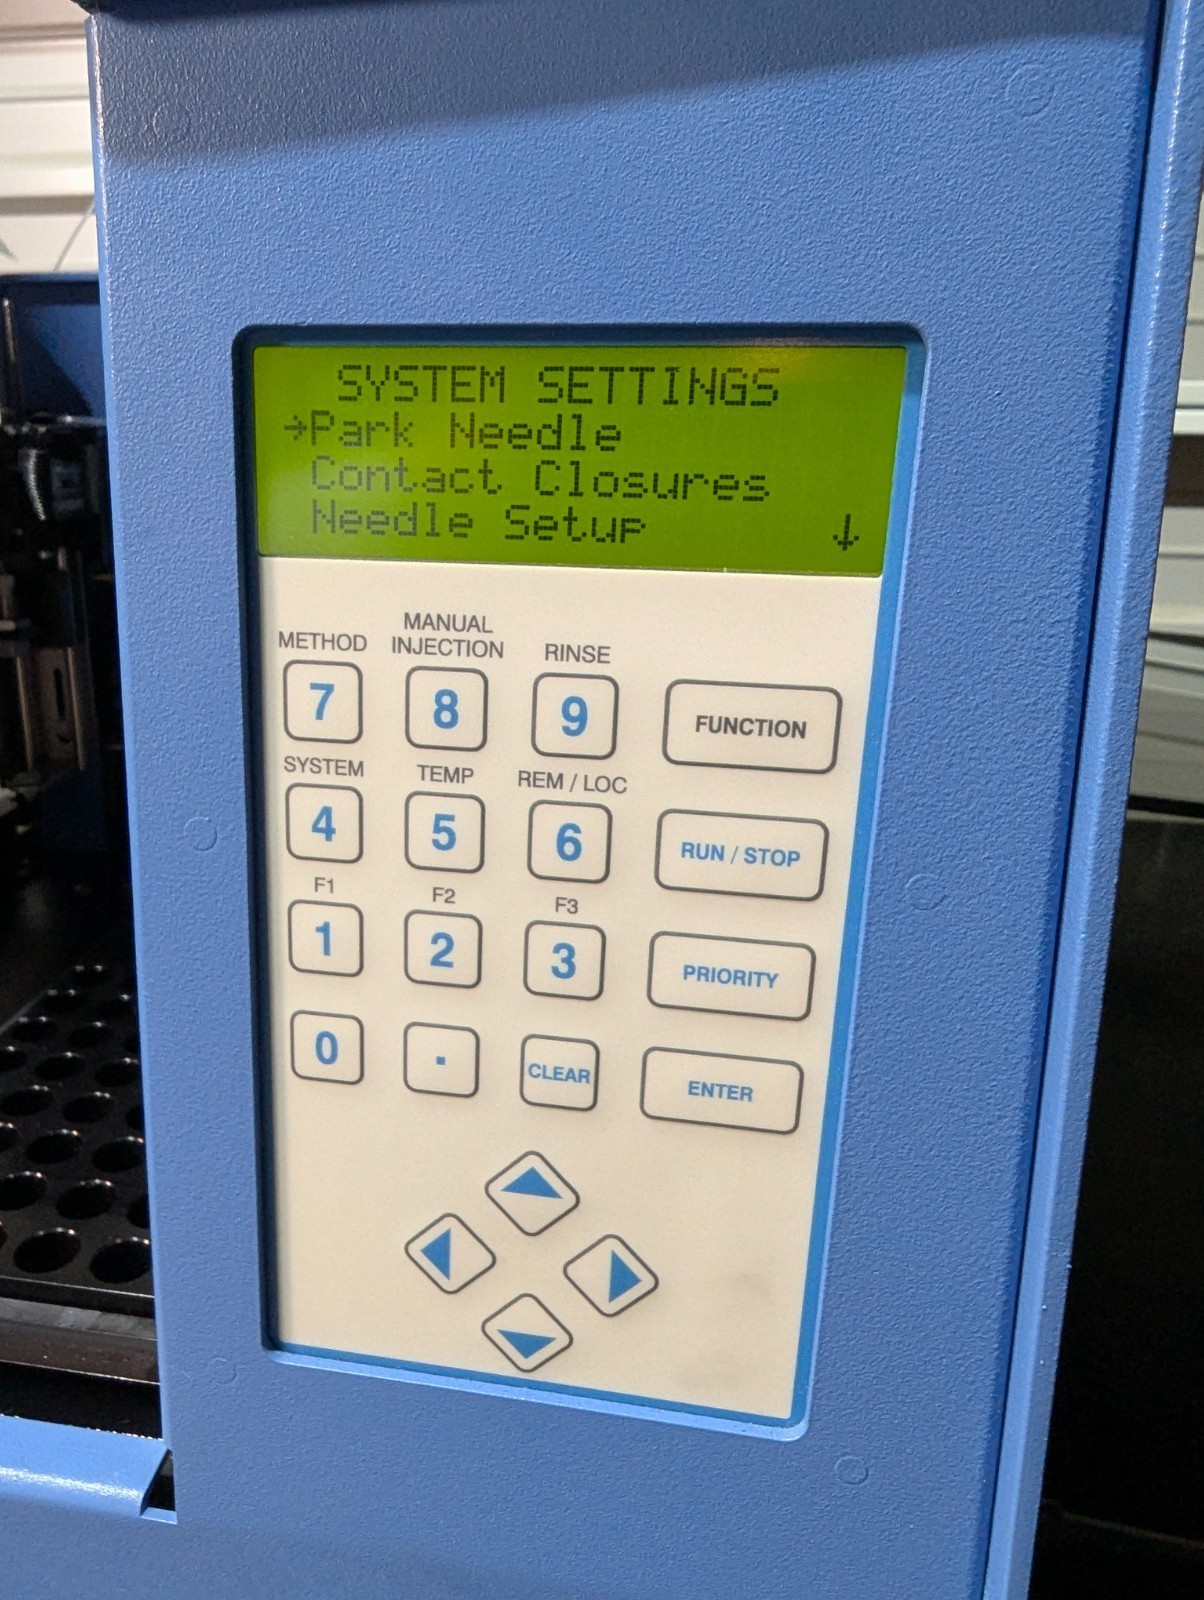 SYSTEM SETTINGS
→Park Needle
Contact Closures
Needle Setup ↓
METHOD MANUAL INJECTION RINSE
7 8 9 FUNCTION
SYSTEM TEMP REM / LOC
4 5 6 RUN / STOP
F1 F2 F3
1 2 3 PRIORITY
0 . CLEAR ENTER